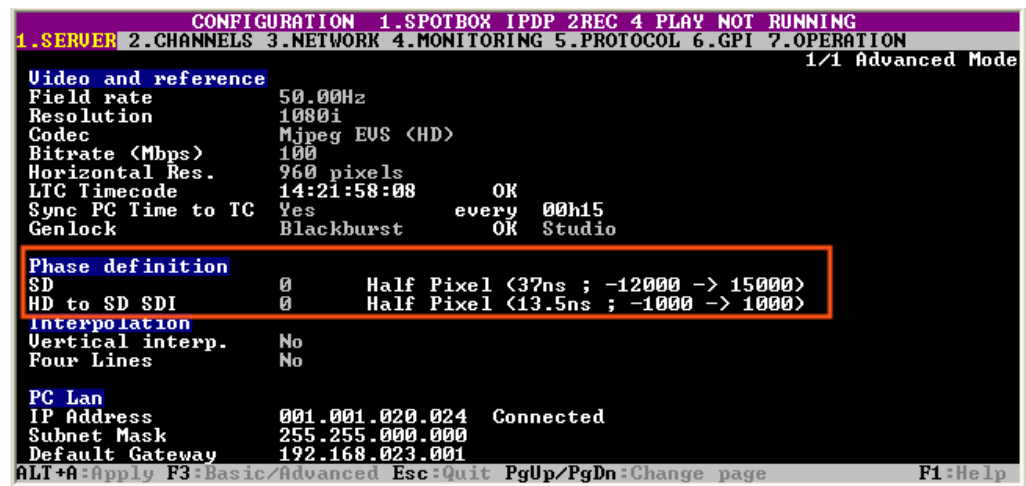 CONFIGURATION 1.SPOTBOX IPDP 2REC 4 PLAY NOT RUNNING
1.SERVER 2.CHANNELS 3.NETWORK 4.MONITORING 5.PROTOCOL 6.GPI 7.OPERATION
1/1 Advanced Mode
Video and reference
Field rate 50.00Hz
Resolution 1080i
Codec Mjpeg EVS (HD)
Bitrate (Mbps) 100
Horizontal Res. 960 pixels
LTC Timecode 14:21:58:08 OK
Sync PC Time to TC Yes every 00h15
Genlock Blackburst OK Studio
Phase definition
SD 0 Half Pixel (37ns ; -12000 -> 15000)
HD to SD SDI 0 Half Pixel (13.5ns ; -1000 -> 1000)
Interpolation
Vertical interp. No
Four Lines No
PC Lan
IP Address 001.001.020.024 Connected
Subnet Mask 255.255.000.000
Default Gateway 192.168.023.001
ALT+A:Apply F3:Basic/Advanced Esc:Quit PgUp/PgDn:Change page F1:Help